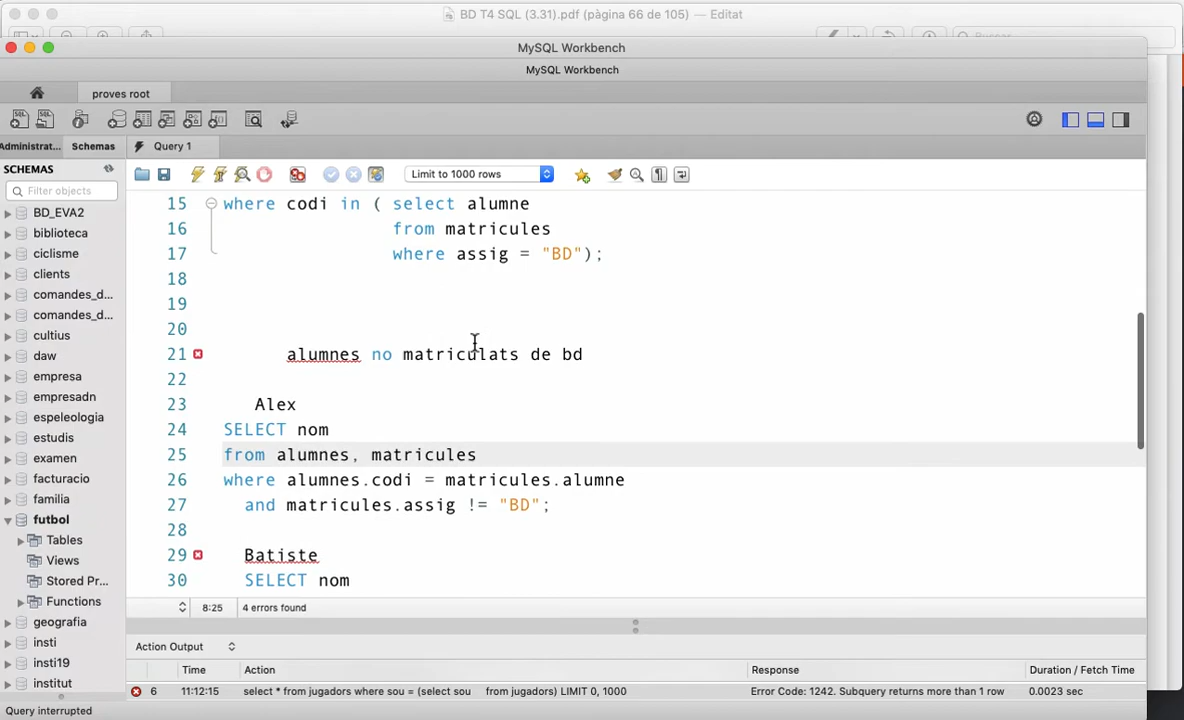 BD T4 SQL (3.31).pdf (pàgina 66 de 105) — Editat
MySQL Workbench
MySQL Workbench
proves root
Administrat... Schemas Query 1
SCHEMAS
Limit to 1000 rows
Filter objects
BD_EVA2
biblioteca
ciclisme
clients
comandes_d...
comandes_d...
cultius
daw
empresa
empresadn
espeleologia
estudis
examen
facturacio
familia
futbol
Tables
Views
Stored Pr...
Functions
geografia
insti
insti19
institut
15 where codi in ( select alumne
16 from matricules
17 where assig = "BD");
18
19
20
21 alumnes no matriculats de bd
22
23 Alex
24 SELECT nom
25 from alumnes, matricules
26 where alumnes.codi = matricules.alumne
27 and matricules.assig != "BD";
28
29 Batiste
30 SELECT nom
8:25 4 errors found
Action Output
Time Action Response Duration / Fetch Time
6 11:12:15 select * from jugadors where sou = (select sou from jugadors) LIMIT 0, 1000 Error Code: 1242. Subquery returns more than 1 row 0.0023 sec
Query interrupted